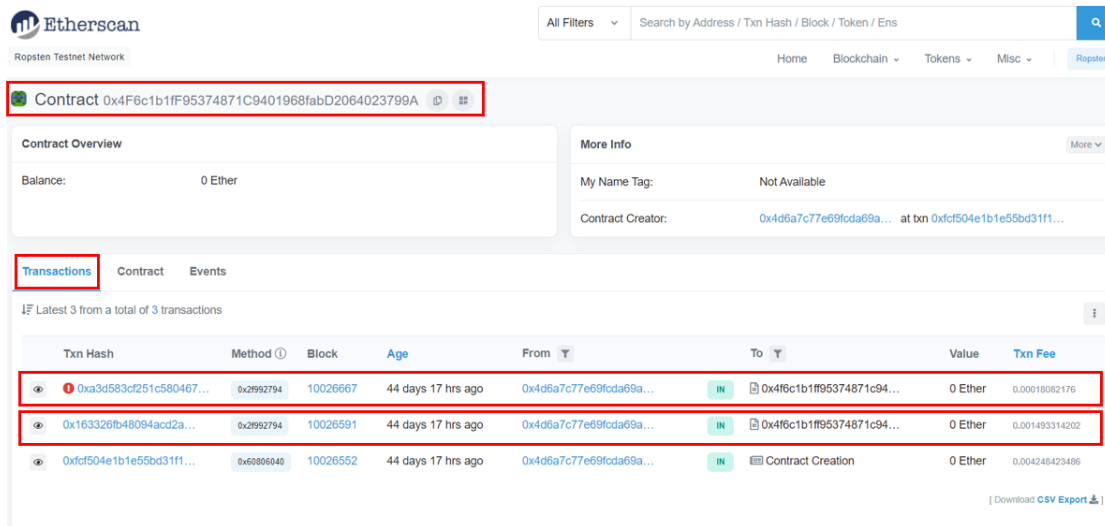 Etherscan
All Filters
Search by Address / Txn Hash / Block / Token / Ens
Ropsten Testnet Network
Home Blockchain Tokens Misc Ropsten
Contract 0x4F6c1b1fF95374871C9401968fabD2064023799A
Contract Overview
Balance: 0 Ether
More Info More
My Name Tag: Not Available
Contract Creator: 0x4d6a7c77e69fcda69a... at txn 0xfcf504e1b1e55bd31f1...
Transactions Contract Events
Latest 3 from a total of 3 transactions
Txn Hash Method Block Age From To Value Txn Fee
0xa3d583cf251c580467... 0x2f992794 10026667 44 days 17 hrs ago 0x4d6a7c77e69fcda69a... IN 0x4f6c1b1ff95374871c94... 0 Ether 0.00018082176
0x163326fb48094acd2a... 0x2f992794 10026591 44 days 17 hrs ago 0x4d6a7c77e69fcda69a... IN 0x4f6c1b1ff95374871c94... 0 Ether 0.001493314202
0xfcf504e1b1e55bd31f1... 0x60806040 10026552 44 days 17 hrs ago 0x4d6a7c77e69fcda69a... IN Contract Creation 0 Ether 0.004248423486
[ Download CSV Export ]